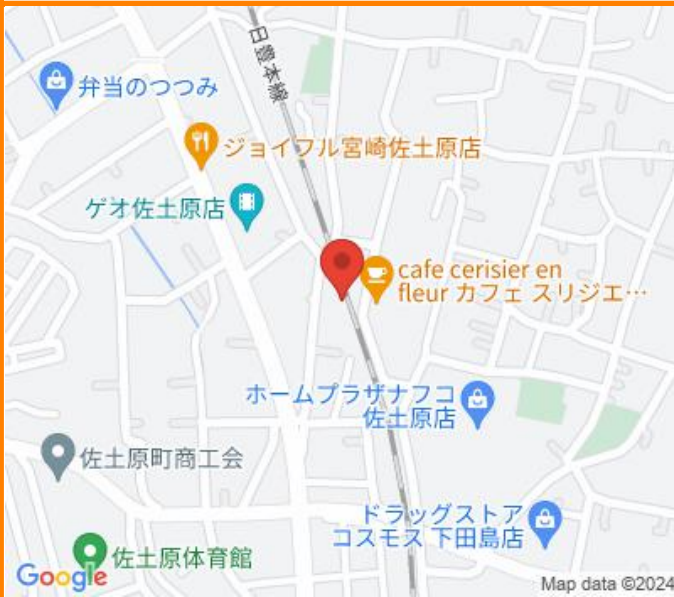 日豊本線
弁当のつつみ
ジョイフル宮崎佐土原店
ゲオ佐土原店
cafe cerisier en
fleur カフェ スリジエ…
ホームプラザナフコ
佐土原店
佐土原町商工会
ドラッグストア
コスモス 下田島店
佐土原体育館
Google
Map data ©2024